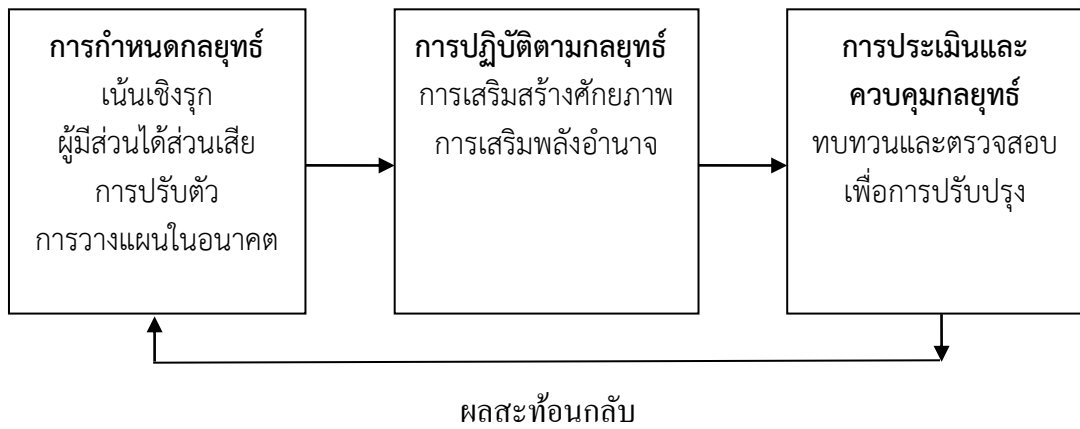 การกำหนดกลยุทธ์
เน้นเชิงรุก
ผู้มีส่วนได้ส่วนเสีย
การปรับตัว
การวางแผนในอนาคต
การปฏิบัติตามกลยุทธ์
การเสริมสร้างศักยภาพ
การเสริมพลังอำนาจ
การประเมินและ
ควบคุมกลยุทธ์
ทบทวนและตรวจสอบ
เพื่อการปรับปรุง
ผลสะท้อนกลับ